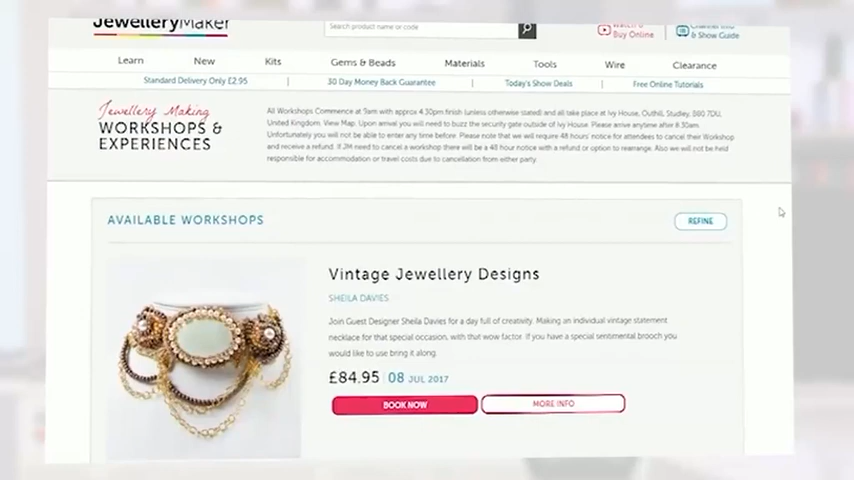 JewelleryMaker
Search product name or code
Buy Online
& Show Guide
Learn New Kits Gems & Beads Materials Tools Wire Clearance
Standard Delivery Only £2.95 | 30 Day Money Back Guarantee | Today's Show Deals | Free Online Tutorials
Jewellery Making
WORKSHOPS &
EXPERIENCES
All Workshops Commence at 9am with approx 4.30pm finish (unless otherwise stated) and all take place at Ivy House, Outhill, Studley, B80 7DU,
United Kingdom. View Map. Upon arrival you will need to buzz the security gate outside of Ivy House. Please arrive anytime after 8.30am.
Unfortunately you will not be able to enter any time before. Please note that we will require 48 hours' notice for attendees to cancel their Workshop
and receive a refund. If JM need to cancel a workshop there will be a 48 hour notice with a refund or option to rearrange. Also we will not be held
responsible for accommodation or travel costs due to cancellation from either party.
AVAILABLE WORKSHOPS
REFINE
Vintage Jewellery Designs
SHEILA DAVIES
Join Guest Designer Sheila Davies for a day full of creativity. Making an individual vintage statement
necklace for that special occasion, with that wow factor. If you have a special sentimental brooch you
would like to use bring it along.
£84.95 | 08 JUL 2017
BOOK NOW
MORE INFO